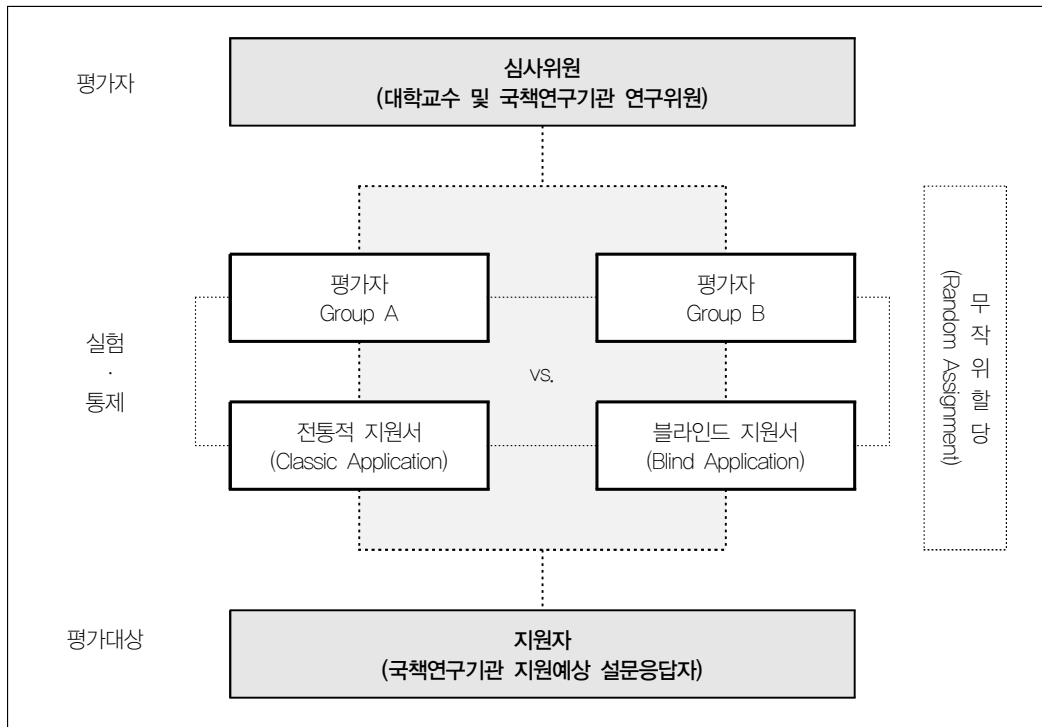 평가자
심사위원
(대학교수 및 국책연구기관 연구위원)
평가자
Group A
평가자
Group B
실험
·
통제
vs.
전통적 지원서
(Classic Application)
블라인드 지원서
(Blind Application)
무작위할당
(Random Assignment)
평가대상
지원자
(국책연구기관 지원예상 설문응답자)